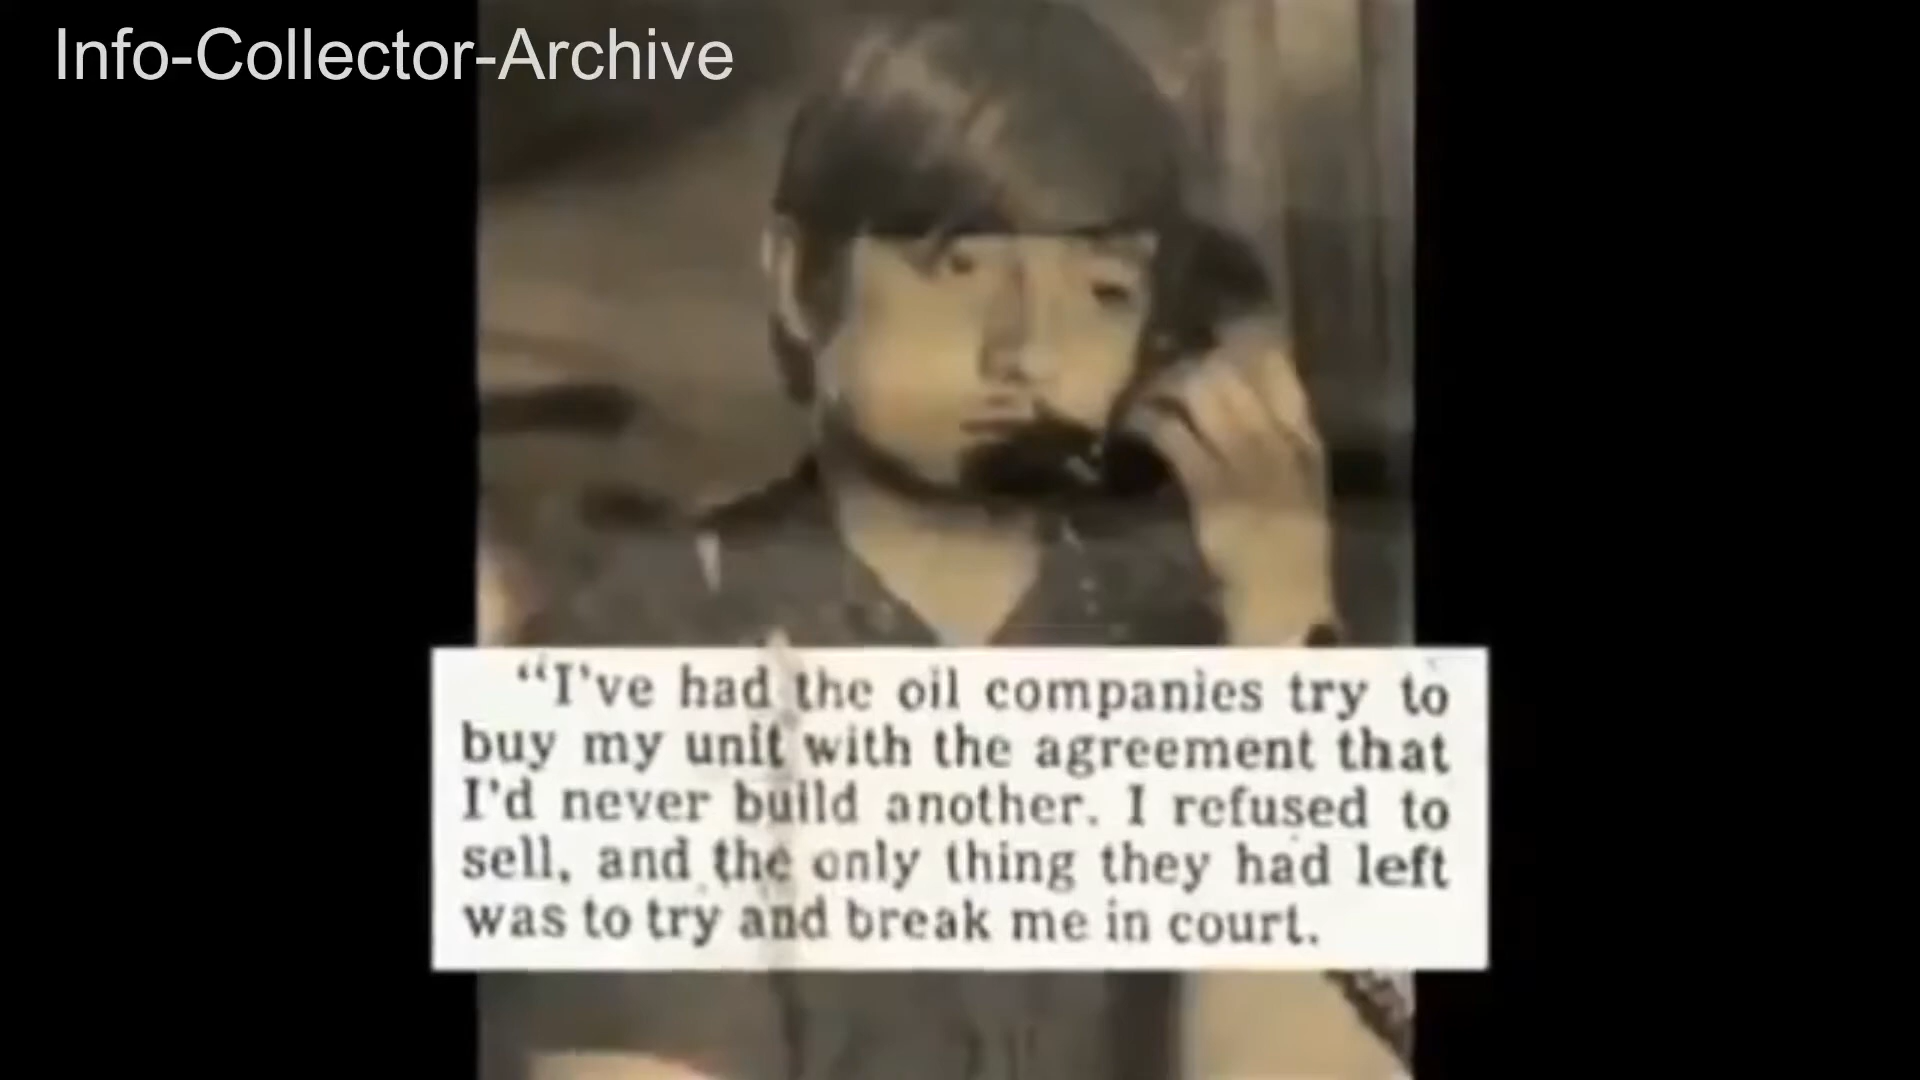 Info-Collector-Archive
“I’ve had the oil companies try to
buy my unit with the agreement that
I’d never build another. I refused to
sell, and the only thing they had left
was to try and break me in court.